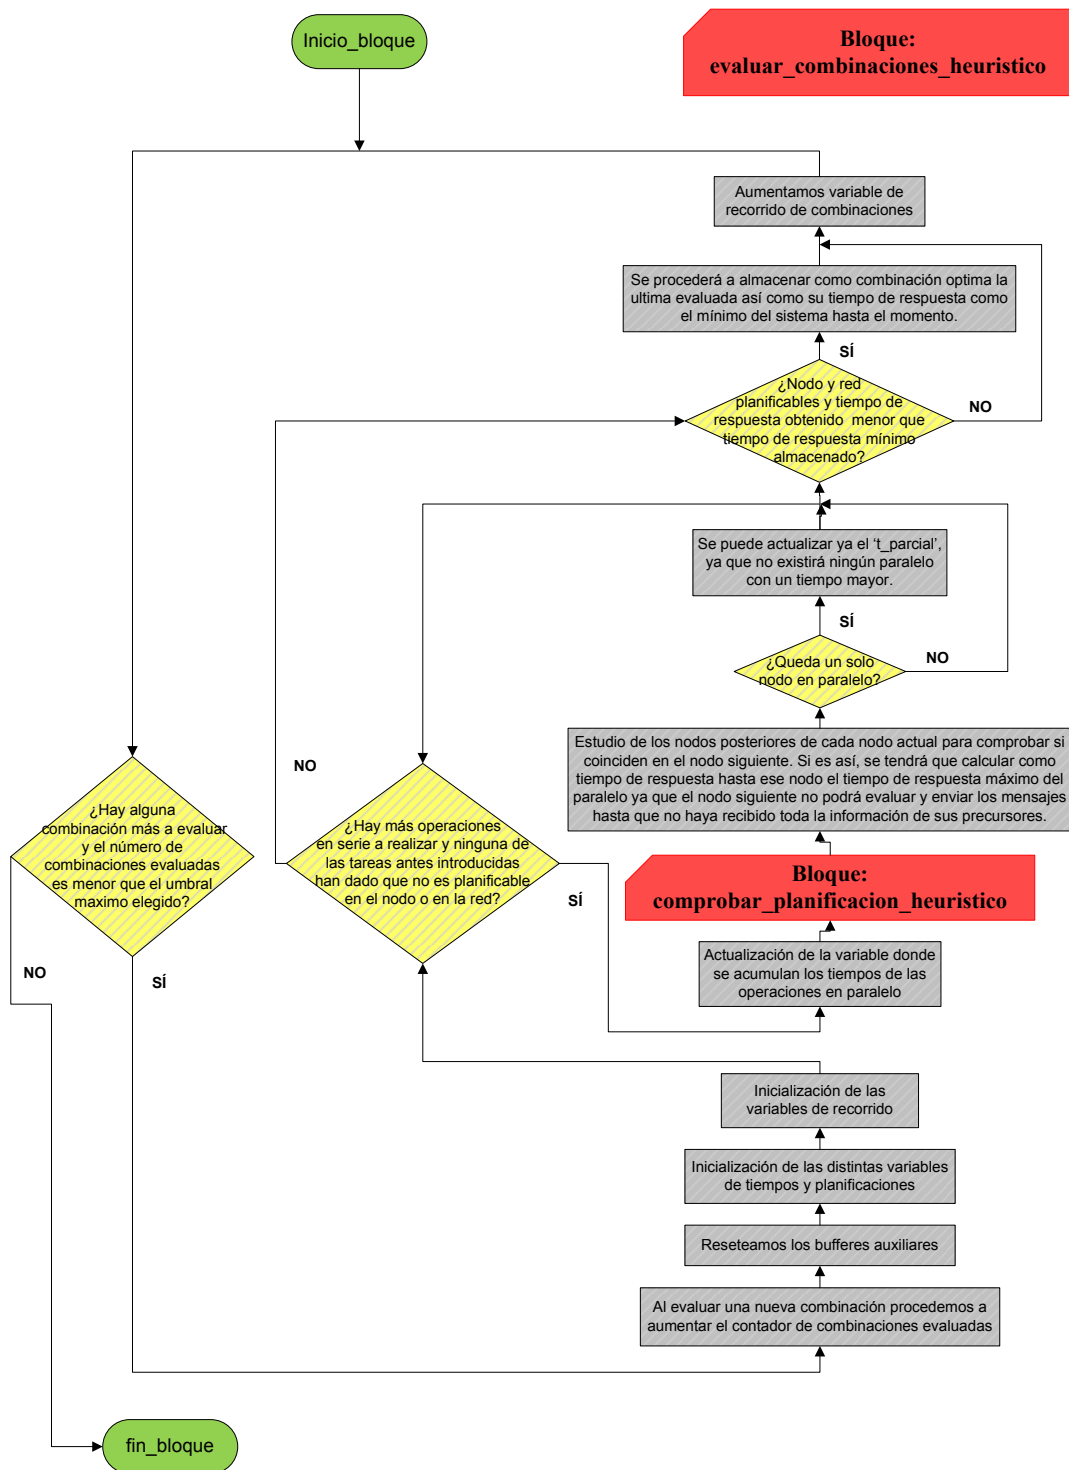 Inicio_bloque
Bloque:
evaluar_combinaciones_heuristico
Aumentamos variable de
recorrido de combinaciones
Se procederá a almacenar como combinación optima la
ultima evaluada así como su tiempo de respuesta como
el mínimo del sistema hasta el momento.
SÍ
¿Nodo y red
planificables y tiempo de
respuesta obtenido menor que
tiempo de respuesta mínimo
almacenado?
NO
Se puede actualizar ya el ‘t_parcial’,
ya que no existirá ningún paralelo
con un tiempo mayor.
SÍ
¿Queda un solo
nodo en paralelo?
NO
Estudio de los nodos posteriores de cada nodo actual para comprobar si
coinciden en el nodo siguiente. Si es así, se tendrá que calcular como
tiempo de respuesta hasta ese nodo el tiempo de respuesta máximo del
paralelo ya que el nodo siguiente no podrá evaluar y enviar los mensajes
hasta que no haya recibido toda la información de sus precursores.
NO
¿Hay alguna
combinación más a evaluar
y el número de
combinaciones evaluadas
es menor que el umbral
maximo elegido?
NO
SÍ
¿Hay más operaciones
en serie a realizar y ninguna de
las tareas antes introducidas
han dado que no es planificable
en el nodo o en la red?
SÍ
Bloque:
comprobar_planificacion_heuristico
Actualización de la variable donde
se acumulan los tiempos de las
operaciones en paralelo
Inicialización de las
variables de recorrido
Inicialización de las distintas variables
de tiempos y planificaciones
Reseteamos los bufferes auxiliares
Al evaluar una nueva combinación procedemos a
aumentar el contador de combinaciones evaluadas
fin_bloque